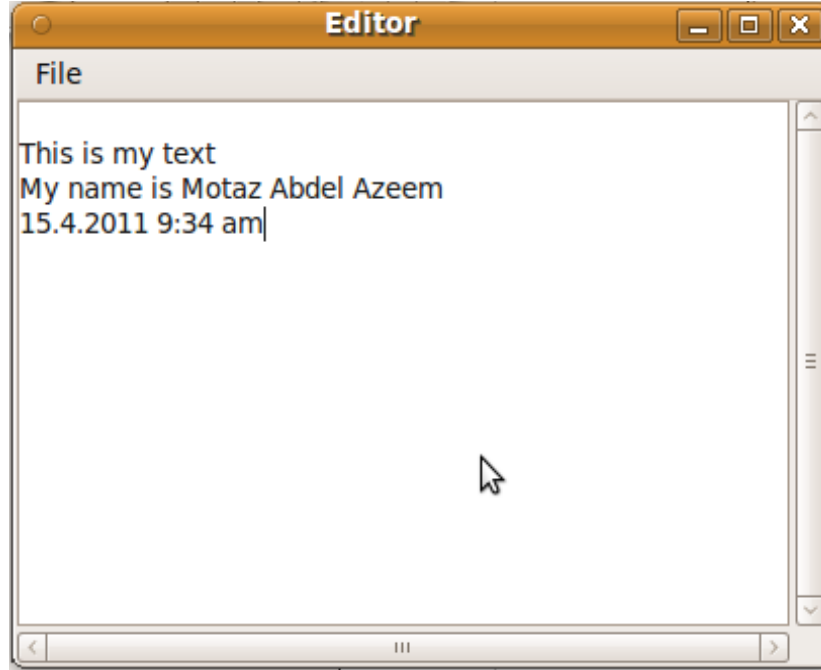 Editor
File
This is my text
My name is Motaz Abdel Azeem
15.4.2011 9:34 am